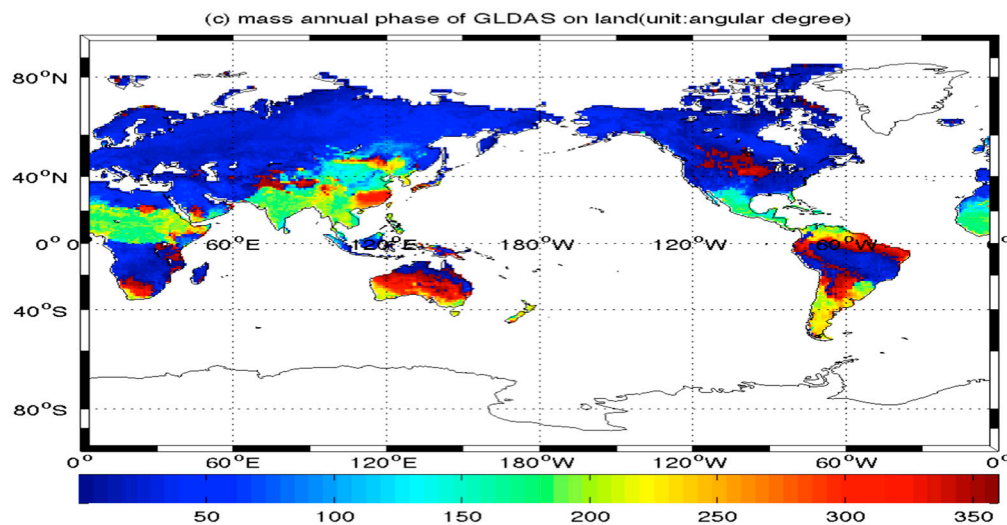 (c) mass annual phase of GLDAS on land(unit:angular degree)
80°N
40°N
0°
60°E 120°E 180°W 120°W 60°W 0°
40°S
80°S
0° 60°E 120°E 180°W 120°W 60°W 0°
50 100 150 200 250 300 350